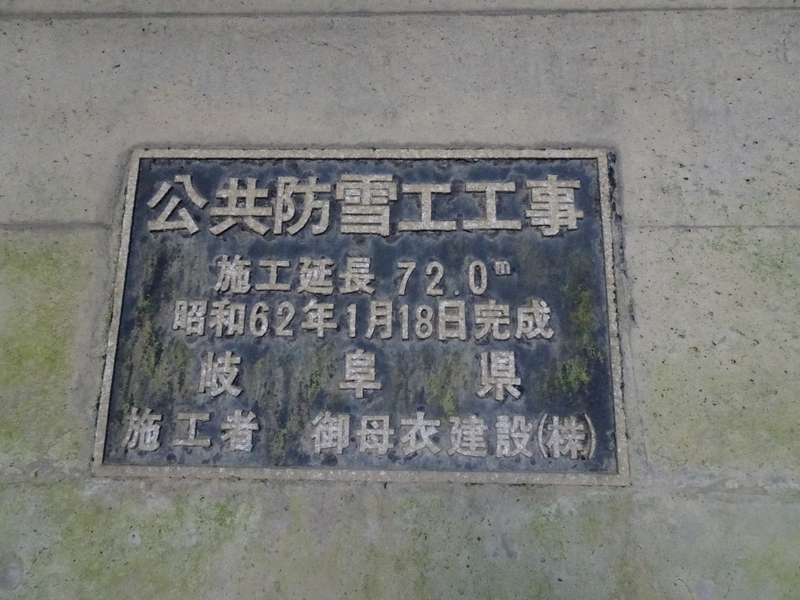 公共防雪工工事
施工延長 72.0m
昭和62年1月18日完成
岐阜県
施工者 御母衣建設(株)